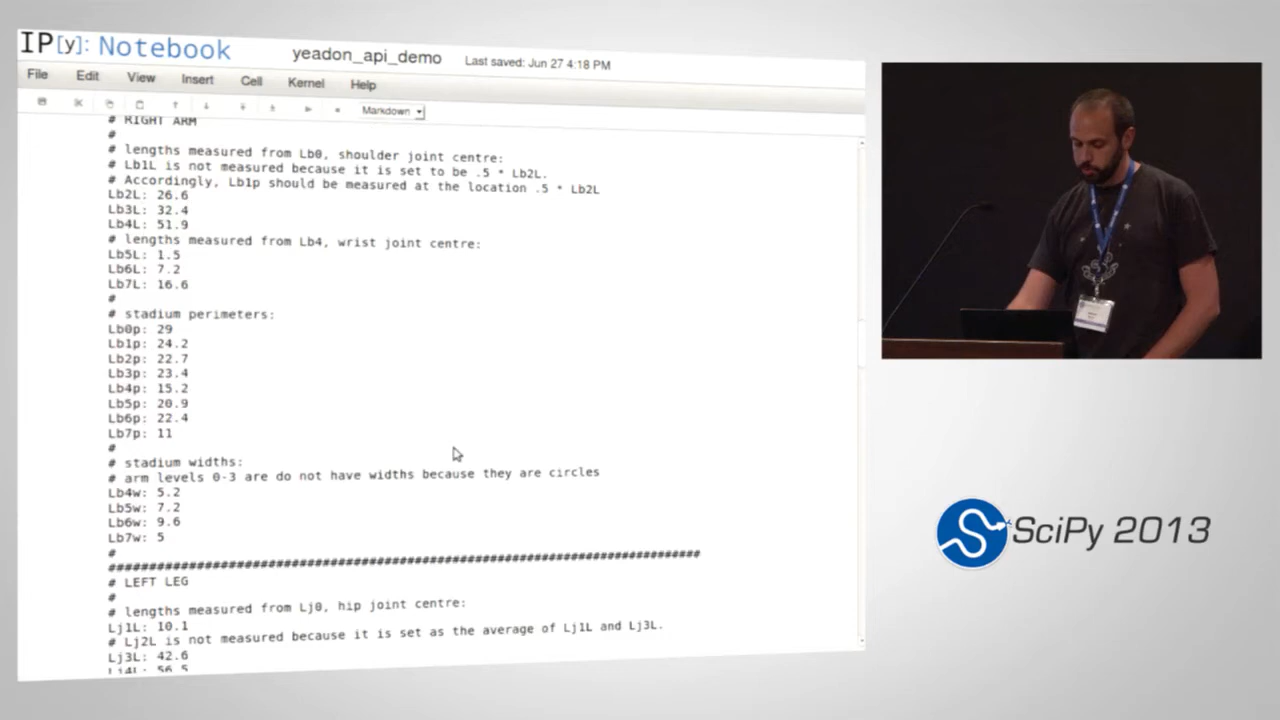 IP[y]: Notebook
yeadon_api_demo
Last saved: Jun 27 4:18 PM
File Edit View Insert Cell Kernel Help
Markdown
# RIGHT ARM
#
# lengths measured from Lb0, shoulder joint centre:
# Lb1L is not measured because it is set to be .5 * Lb2L.
# Accordingly, Lb1p should be measured at the location .5 * Lb2L
Lb2L: 26.6
Lb3L: 32.4
Lb4L: 51.9
# lengths measured from Lb4, wrist joint centre:
Lb5L: 1.5
Lb6L: 7.2
Lb7L: 16.6
#
# stadium perimeters:
Lb0p: 29
Lb1p: 24.2
Lb2p: 22.7
Lb3p: 23.4
Lb4p: 15.2
Lb5p: 20.9
Lb6p: 22.4
Lb7p: 11
#
# stadium widths:
# arm levels 0-3 are do not have widths because they are circles
Lb4w: 5.2
Lb5w: 7.2
Lb6w: 9.6
Lb7w: 5
#
#########################################################################
# LEFT LEG
#
# lengths measured from Lj0, hip joint centre:
Lj1L: 10.1
# Lj2L is not measured because it is set as the average of Lj1L and Lj3L.
Lj3L: 42.6
Lj4L: 56.5
SciPy 2013